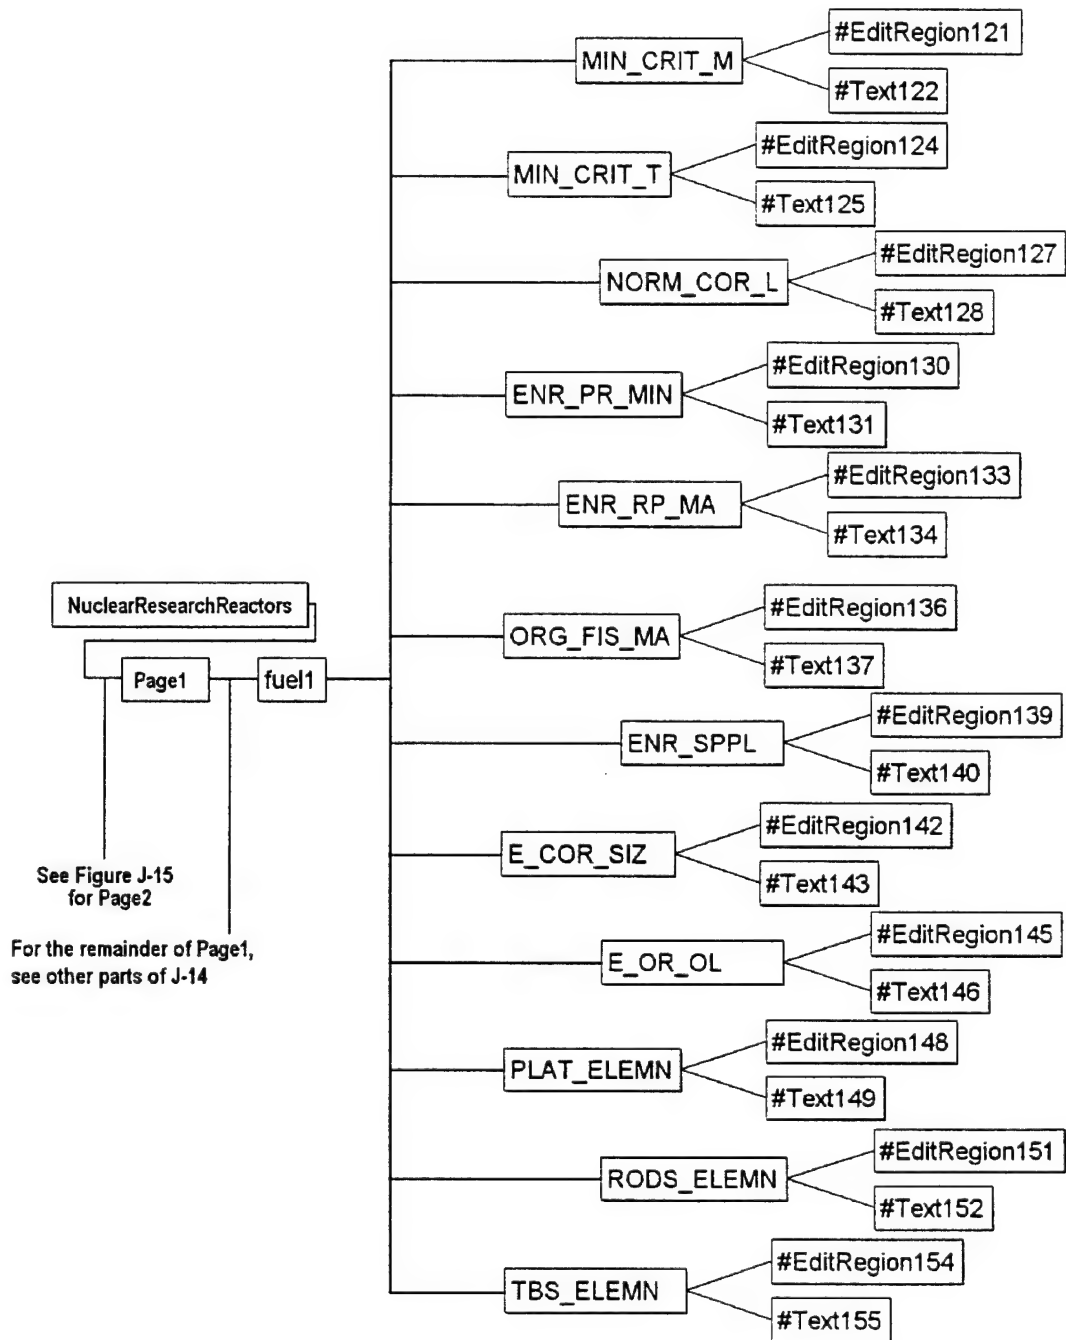 #EditRegion121
MIN_CRIT_M
#Text122
#EditRegion124
MIN_CRIT_T
#Text125
#EditRegion127
NORM_COR_L
#Text128
#EditRegion130
ENR_PR_MIN
#Text131
#EditRegion133
ENR_RP_MA
#Text134
NuclearResearchReactors
#EditRegion136
ORG_FIS_MA
#Text137
Page1
fuel1
#EditRegion139
ENR_SPPL
#Text140
#EditRegion142
E_COR_SIZ
#Text143
See Figure J-15
for Page2
For the remainder of Page1,
see other parts of J-14
#EditRegion145
E_OR_OL
#Text146
#EditRegion148
PLAT_ELEMN
#Text149
#EditRegion151
RODS_ELEMN
#Text152
#EditRegion154
TBS_ELEMN
#Text155